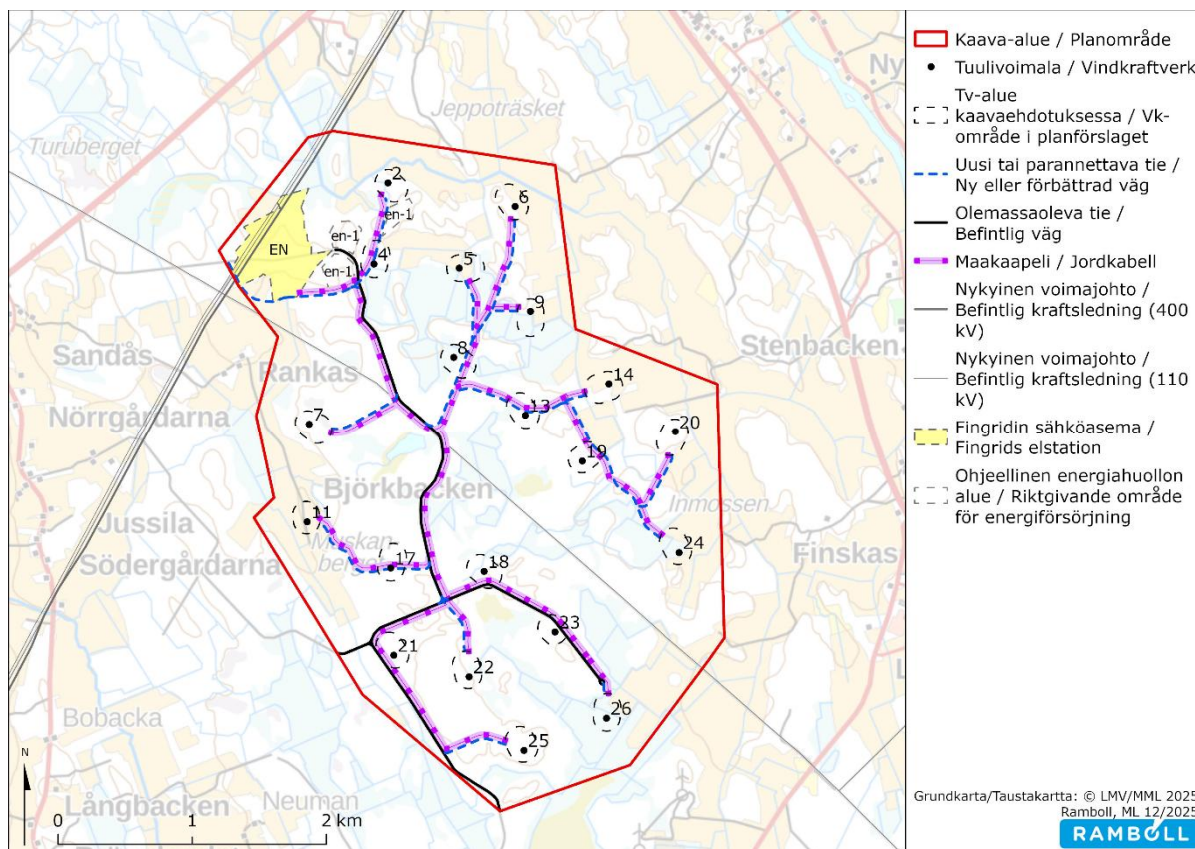 Jeppoträsket
Ny
Turuberget
2
6
en-1
en-1
EN
4
5
en-1
9
Sandås
Stenbacken
8
Rankas
14
Nörrgårdarna
13
7
20
19
Björkbacken
Inmossen
11
Jussila
Muskan
Finskas
24
Södergårdarna
17
18
23
21
22
Bobacka
26
25
N
Långbacken
Neuman
0 1 2 km
Kaava-alue / Planområde
Tuulivoimala / Vindkraftverk
Tv-alue
kaavaehdotuksessa / Vk-
område i planförslaget
Uusi tai parannettava tie /
Ny eller förbättrad väg
Olemassaoleva tie /
Befintlig väg
Maakaapeli / Jordkabell
Nykyinen voimajohto /
Befintlig kraftsledning (400
kV)
Nykyinen voimajohto /
Befintlig kraftsledning (110
kV)
Fingridin sähköasema /
Fingrids elstation
Ohjeellinen energiahuollon
alue / Riktgivande område
för energiförsörjning
Grundkarta/Taustakartta: © LMV/MML 2025
Ramboll, ML 12/2025
RAMBOLL